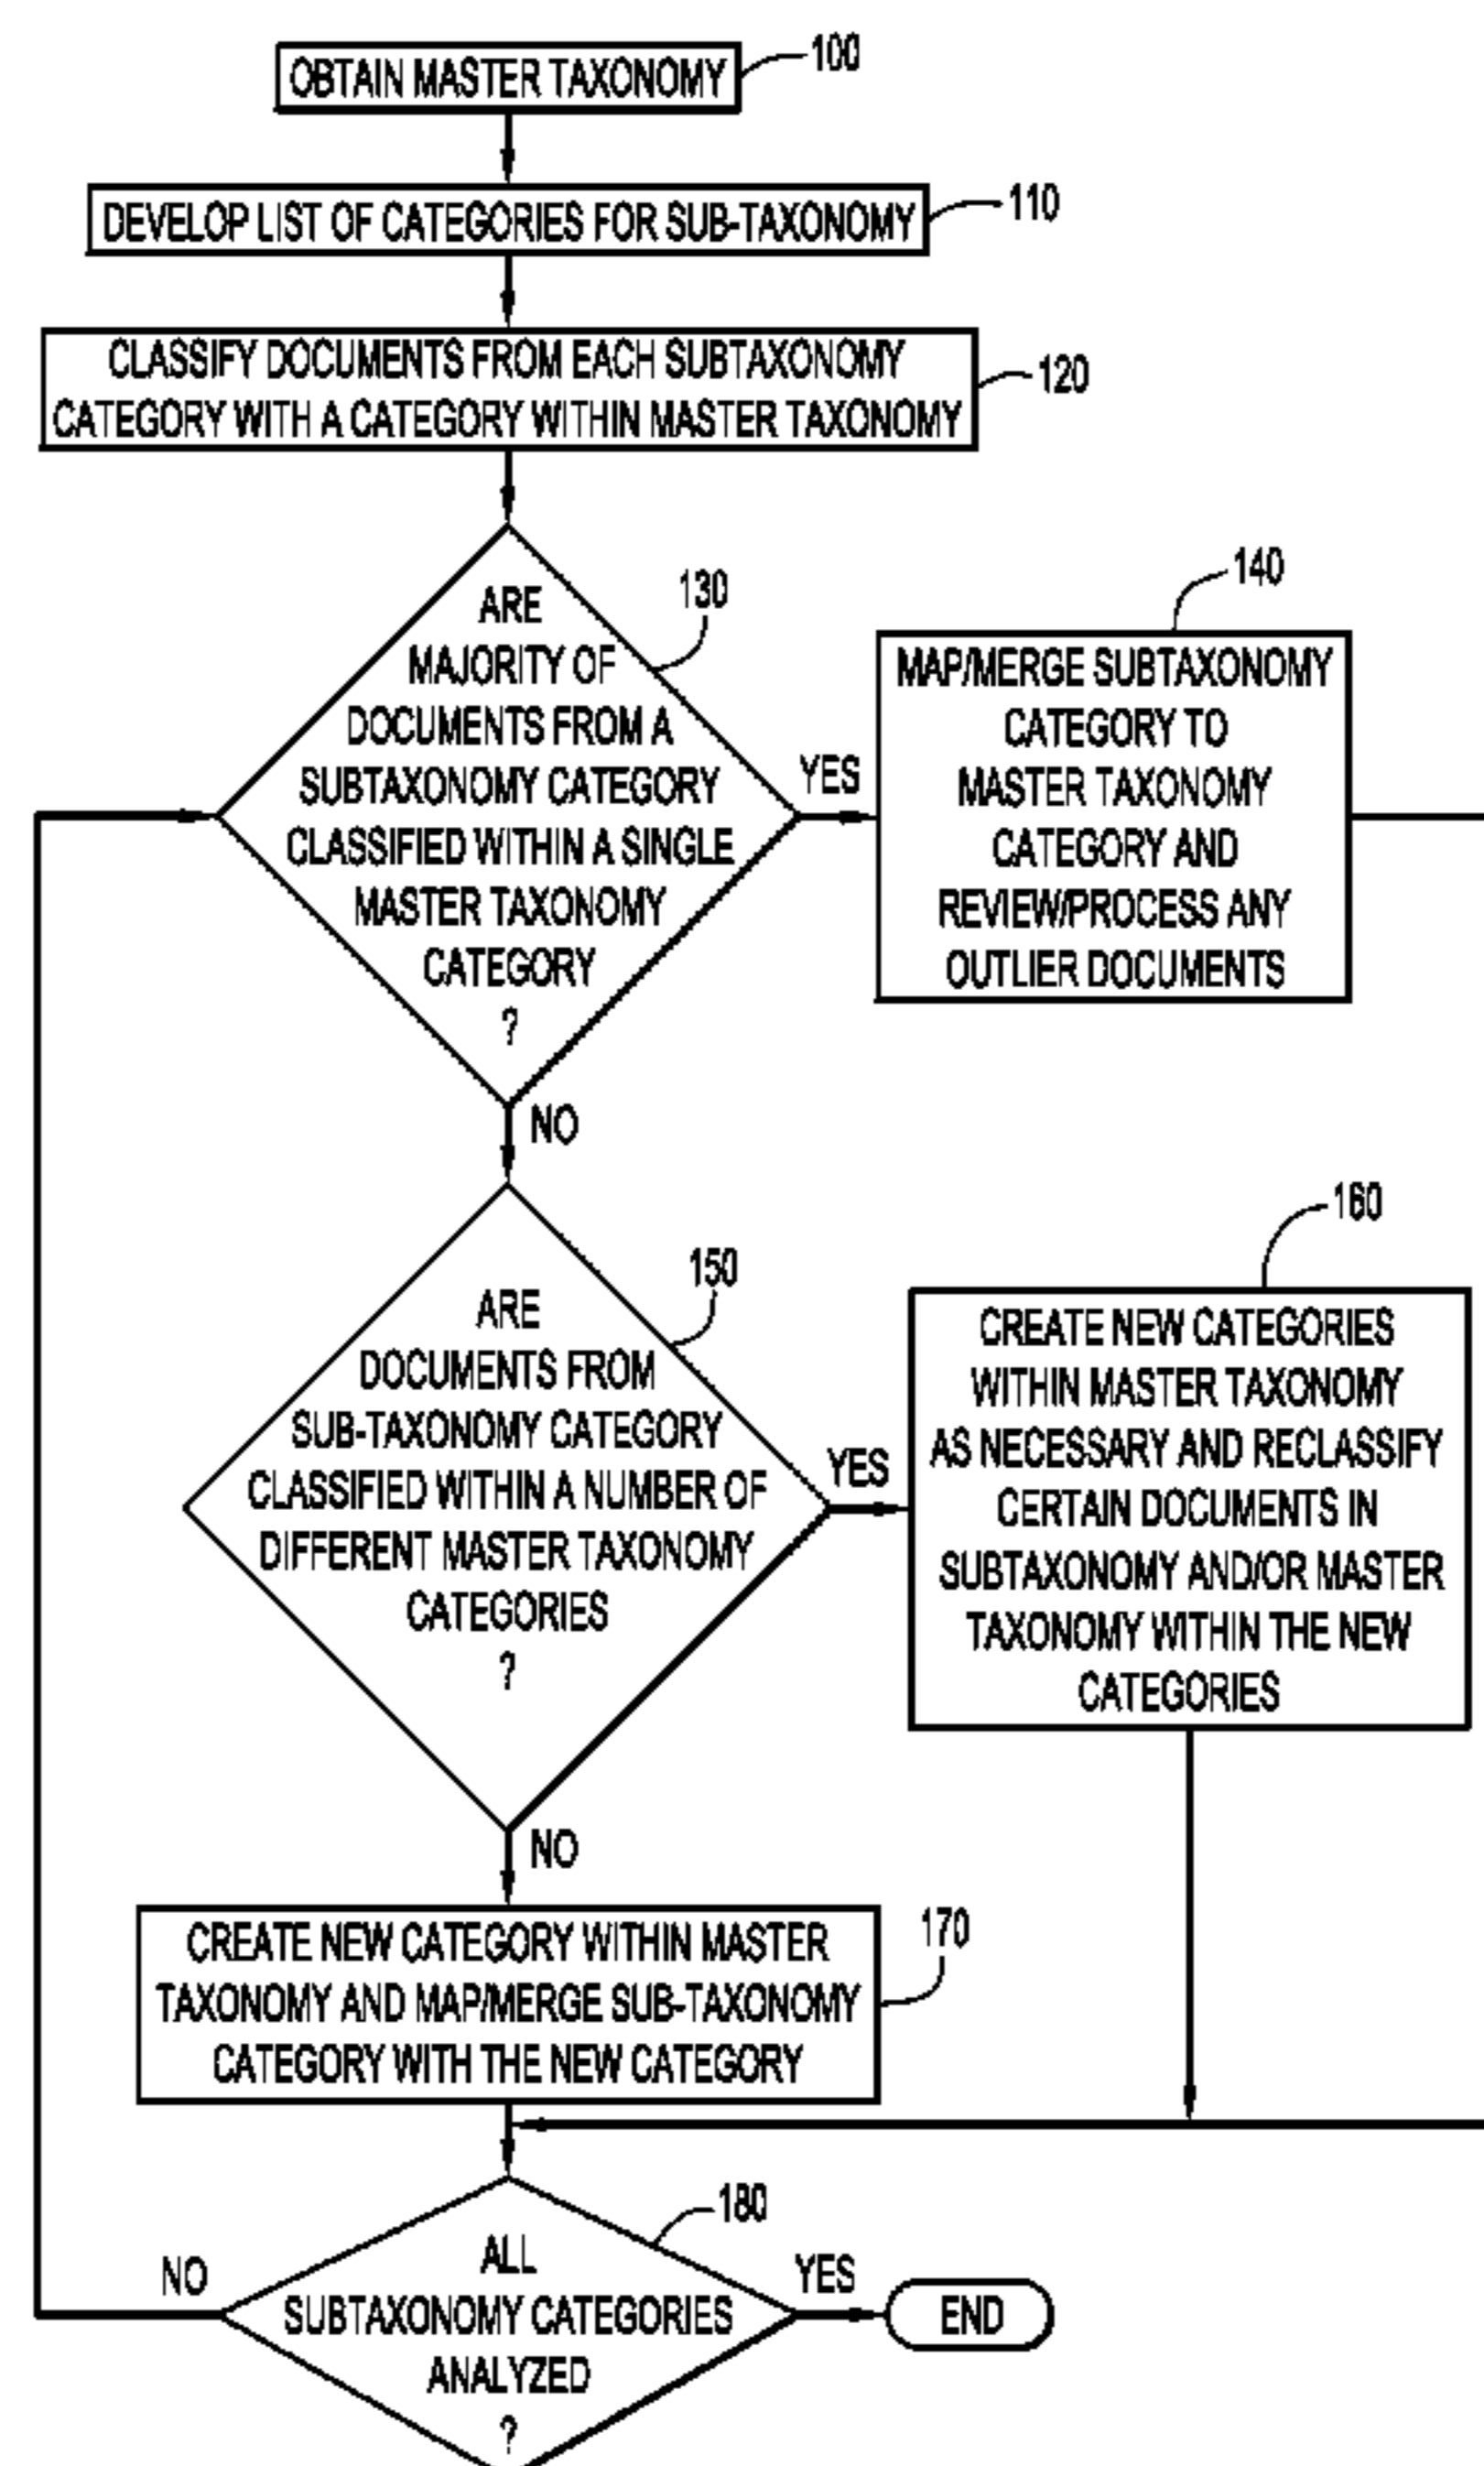 OBTAIN MASTER TAXONOMY
100
DEVELOP LIST OF CATEGORIES FOR SUB-TAXONOMY
110
CLASSIFY DOCUMENTS FROM EACH SUBTAXONOMY
CATEGORY WITH A CATEGORY WITHIN MASTER TAXONOMY
120
ARE
MAJORITY OF
DOCUMENTS FROM A
SUBTAXONOMY CATEGORY
CLASSIFIED WITHIN A SINGLE
MASTER TAXONOMY
CATEGORY
?
130
YES
NO
MAP/MERGE SUBTAXONOMY
CATEGORY TO
MASTER TAXONOMY
CATEGORY AND
REVIEW/PROCESS ANY
OUTLIER DOCUMENTS
140
ARE
DOCUMENTS FROM
SUB-TAXONOMY CATEGORY
CLASSIFIED WITHIN A NUMBER OF
DIFFERENT MASTER TAXONOMY
CATEGORIES
?
150
YES
NO
CREATE NEW CATEGORIES
WITHIN MASTER TAXONOMY
AS NECESSARY AND RECLASSIFY
CERTAIN DOCUMENTS IN
SUBTAXONOMY AND/OR MASTER
TAXONOMY WITHIN THE NEW
CATEGORIES
160
CREATE NEW CATEGORY WITHIN MASTER
TAXONOMY AND MAP/MERGE SUB-TAXONOMY
CATEGORY WITH THE NEW CATEGORY
170
ALL
SUBTAXONOMY CATEGORIES
ANALYZED
?
180
NO
YES
END